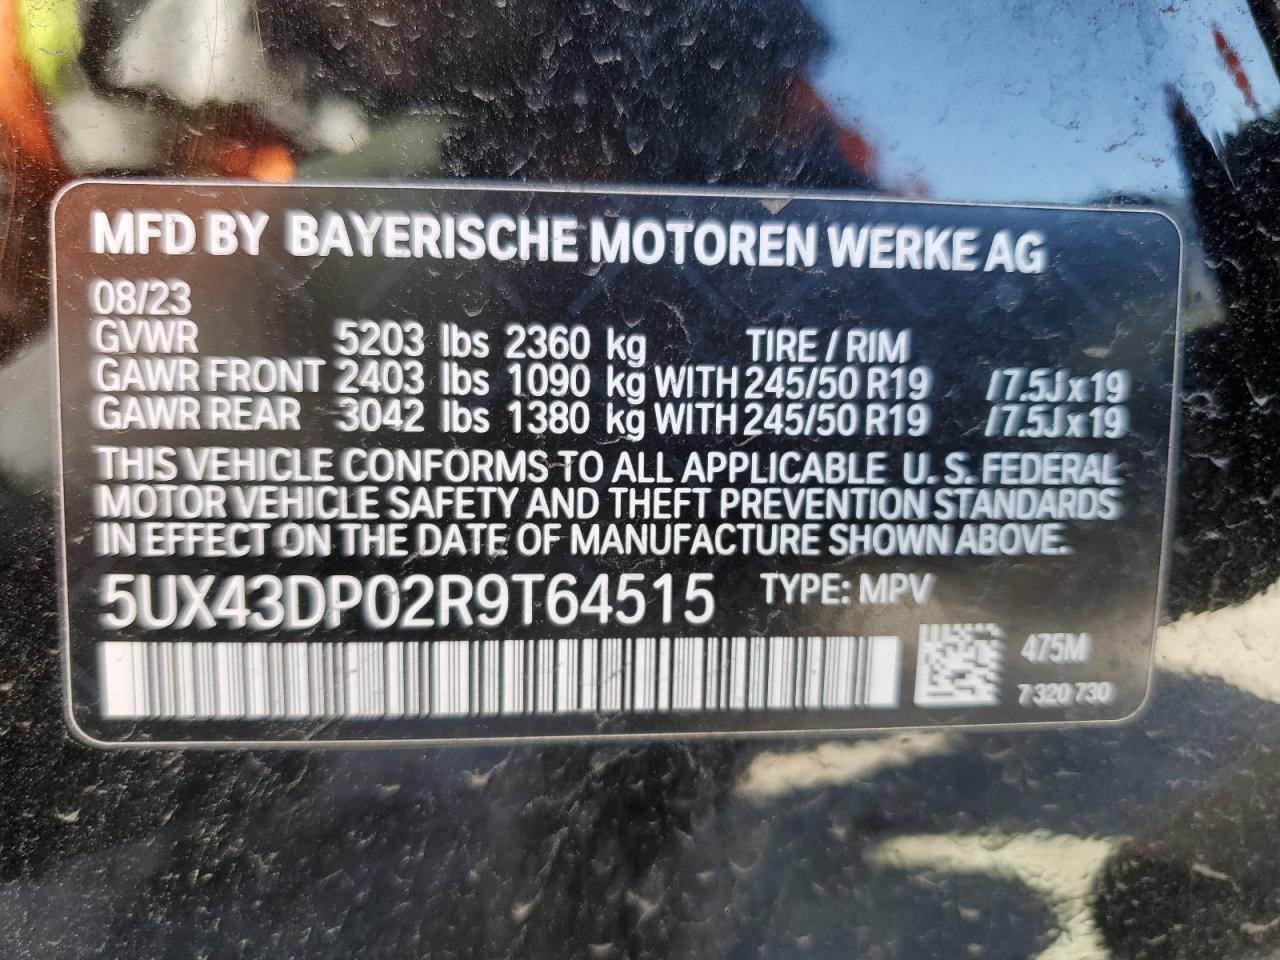 MFD BY BAYERISCHE MOTOREN WERKE AG
08/23
GVWR 5203 lbs 2360 kg TIRE / RIM
GAWR FRONT 2403 lbs 1090 kg WITH 245/50 R19 /7.5J x 19
GAWR REAR 3042 lbs 1380 kg WITH 245/50 R19 /7.5J x 19
THIS VEHICLE CONFORMS TO ALL APPLICABLE U. S. FEDERAL
MOTOR VEHICLE SAFETY AND THEFT PREVENTION STANDARDS
IN EFFECT ON THE DATE OF MANUFACTURE SHOWN ABOVE.
5UX43DP02R9T64515 TYPE: MPV
475M
7 320 730